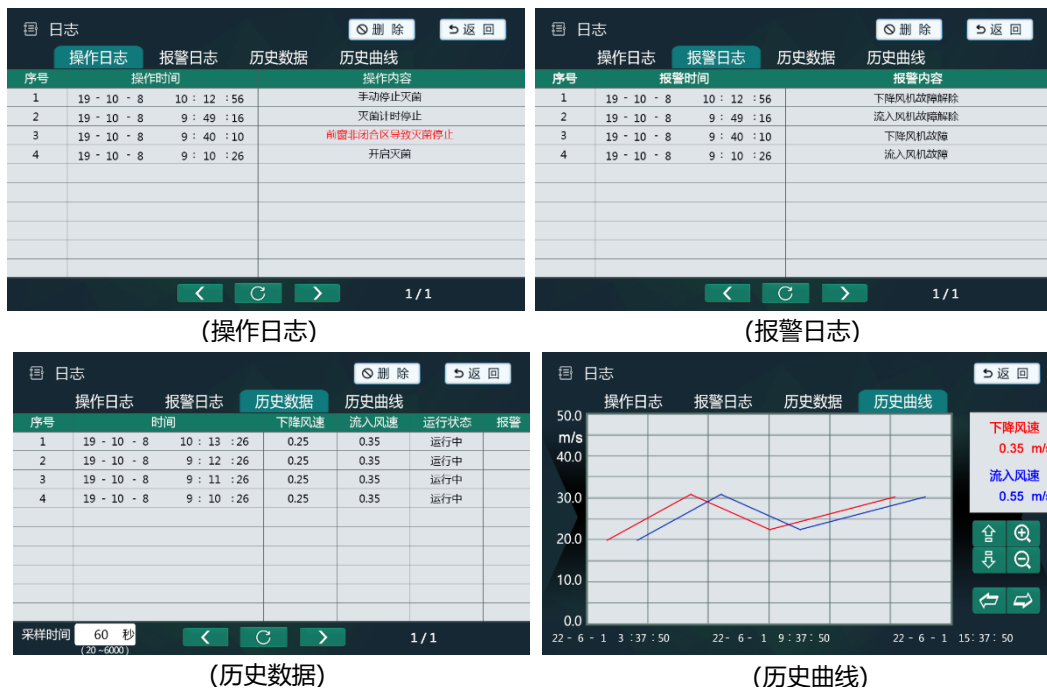 日志 删 除 返 回
操作日志 报警日志 历史数据 历史曲线
序号 操作时间 操作内容
1 19 - 10 - 8 10 : 12 : 56 手动停止灭菌
2 19 - 10 - 8 9 : 49 : 16 灭菌计时停止
3 19 - 10 - 8 9 : 40 : 10 前窗非闭合区导致灭菌停止
4 19 - 10 - 8 9 : 10 : 26 开启灭菌
1/1
(操作日志)
日志 删 除 返 回
操作日志 报警日志 历史数据 历史曲线
序号 报警时间 报警内容
1 19 - 10 - 8 10 : 12 : 56 下降风机故障解除
2 19 - 10 - 8 9 : 49 : 16 流入风机故障解除
3 19 - 10 - 8 9 : 40 : 10 下降风机故障
4 19 - 10 - 8 9 : 10 : 26 流入风机故障
1/1
(报警日志)
日志 删 除 返 回
操作日志 报警日志 历史数据 历史曲线
序号 时间 下降风速 流入风速 运行状态 报警
1 19 - 10 - 8 10 : 13 : 26 0.25 0.35 运行中
2 19 - 10 - 8 9 : 12 : 26 0.25 0.35 运行中
3 19 - 10 - 8 9 : 11 : 26 0.25 0.35 运行中
4 19 - 10 - 8 9 : 10 : 26 0.25 0.35 运行中
采样时间 60 秒 1/1
(20~6000)
(历史数据)
日志 返 回
操作日志 报警日志 历史数据 历史曲线
50.0
m/s
40.0
30.0
20.0
10.0
0.0
下降风速
0.35 m/s
流入风速
0.55 m/s
22 - 6 - 1 3 : 37 : 50 22 - 6 - 1 9 : 37 : 50 22 - 6 - 1 15 : 37 : 50
(历史曲线)